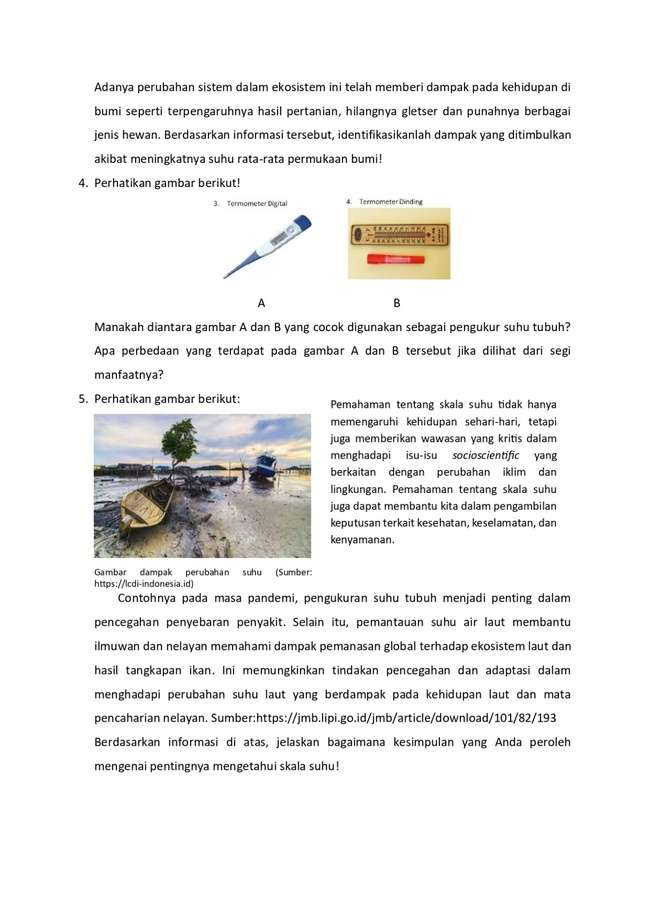 Adanya perubahan sistem dalam ekosistem ini telah memberi dampak pada kehidupan di
bumi seperti terpengaruhnya hasil pertanian, hilangnya gletser dan punahnya berbagai
jenis hewan. Berdasarkan informasi tersebut, identifikasikanlah dampak yang ditimbulkan
akibat meningkatnya suhu rata-rata permukaan bumi!
4. Perhatikan gambar berikut!
3. Termometer Digital
4. Termometer Dinding
A
B
Manakah diantara gambar A dan B yang cocok digunakan sebagai pengukur suhu tubuh?
Apa perbedaan yang terdapat pada gambar A dan B tersebut jika dilihat dari segi
manfaatnya?
5. Perhatikan gambar berikut:
Gambar dampak perubahan suhu (Sumber:
https://lcdi-indonesia.id)
Pemahaman tentang skala suhu tidak hanya
memengaruhi kehidupan sehari-hari, tetapi
juga memberikan wawasan yang kritis dalam
menghadapi isu-isu socioscientific yang
berkaitan dengan perubahan iklim dan
lingkungan. Pemahaman tentang skala suhu
juga dapat membantu kita dalam pengambilan
keputusan terkait kesehatan, keselamatan, dan
kenyamanan.
Contohnya pada masa pandemi, pengukuran suhu tubuh menjadi penting dalam
pencegahan penyebaran penyakit. Selain itu, pemantauan suhu air laut membantu
ilmuwan dan nelayan memahami dampak pemanasan global terhadap ekosistem laut dan
hasil tangkapan ikan. Ini memungkinkan tindakan pencegahan dan adaptasi dalam
menghadapi perubahan suhu laut yang berdampak pada kehidupan laut dan mata
pencaharian nelayan. Sumber:https://jmb.lipi.go.id/jmb/article/download/101/82/193
Berdasarkan informasi di atas, jelaskan bagaimana kesimpulan yang Anda peroleh
mengenai pentingnya mengetahui skala suhu!